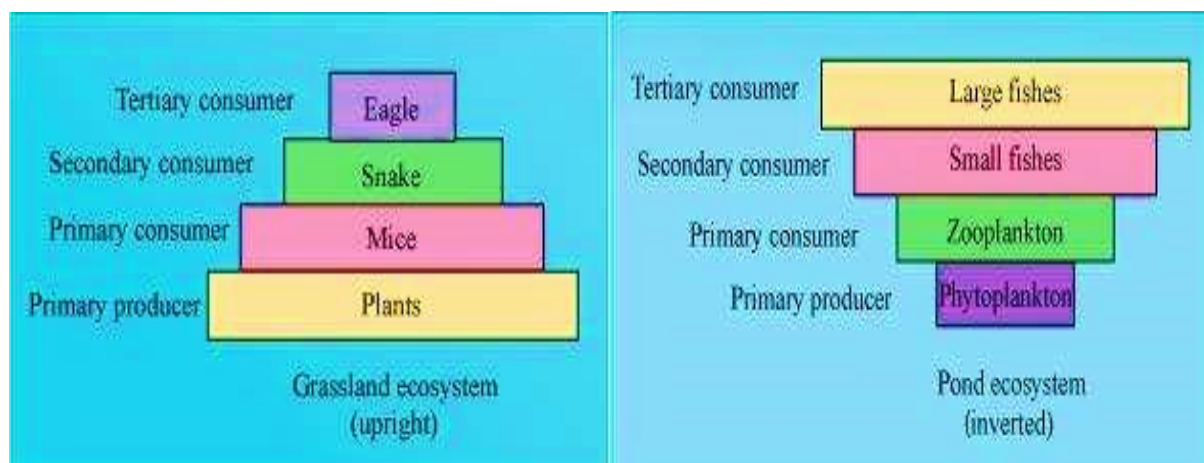 Tertiary consumer
Eagle
Secondary consumer
Snake
Primary consumer
Mice
Primary producer
Plants
Grassland ecosystem
(upright)
Tertiary consumer
Large fishes
Secondary consumer
Small fishes
Primary consumer
Zooplankton
Primary producer
Phytoplankton
Pond ecosystem
(inverted)